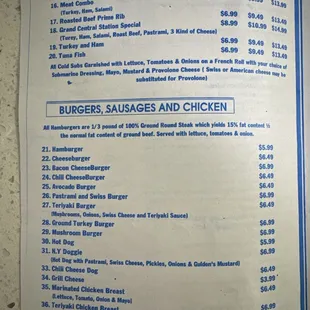 16. Meat Combo
(Turkey, Ham, Salami)
17. Roasted Beef Prime Rib $6.99 $9.49 $13.99
18. Grand Central Station Special $8.99 $10.99 $14.99
(Turkey, Ham, Salami, Roast Beef, Pastrami, 3 Kind of Cheese)
19. Turkey and Ham $6.99 $9.49 $13.49
20. Tuna Fish $6.99 $9.49 $13.49
All Cold Subs Garnished with Lettuce, Tomatoes & Onions on a French Roll with your choice of
Submarine Dressing, Mayo, Mustard & Provolone Cheese ( Swiss or American cheese may be
substituted for Provolone)
BURGERS, SAUSAGES AND CHICKEN
All Hamburgers are 1/3 pound of 100% Ground Round Steak which yields 15% fat content ½
the normal fat content of ground beef. Served with lettuce, tomatoes & onion.
21. Hamburger $5.99
22. Cheeseburger $6.49
23. Bacon CheeseBurger $6.99
24. Chili CheeseBurger $6.49
25. Avocado Burger $6.49
26. Pastrami and Swiss Burger $6.99
27. Teriyaki Burger $6.49
(Mushrooms, Onions, Swiss Cheese and Teriyaki Sauce)
28. Ground Turkey Burger $6.99
29. Mushroom Burger $6.99
30. Hot Dog $5.99
31. N.Y Doggie $6.99
(Hot Dog with Pastrami, Swiss Cheese, Pickles, Onions & Gulden's Mustard)
33. Chili Cheese Dog $6.49
34. Grill Cheese $3.99
35. Marinated Chicken Breast $6.49
(Lettuce, Tomato, Onion & Mayo)
36. Teriyaki Chicken Breast $6.99